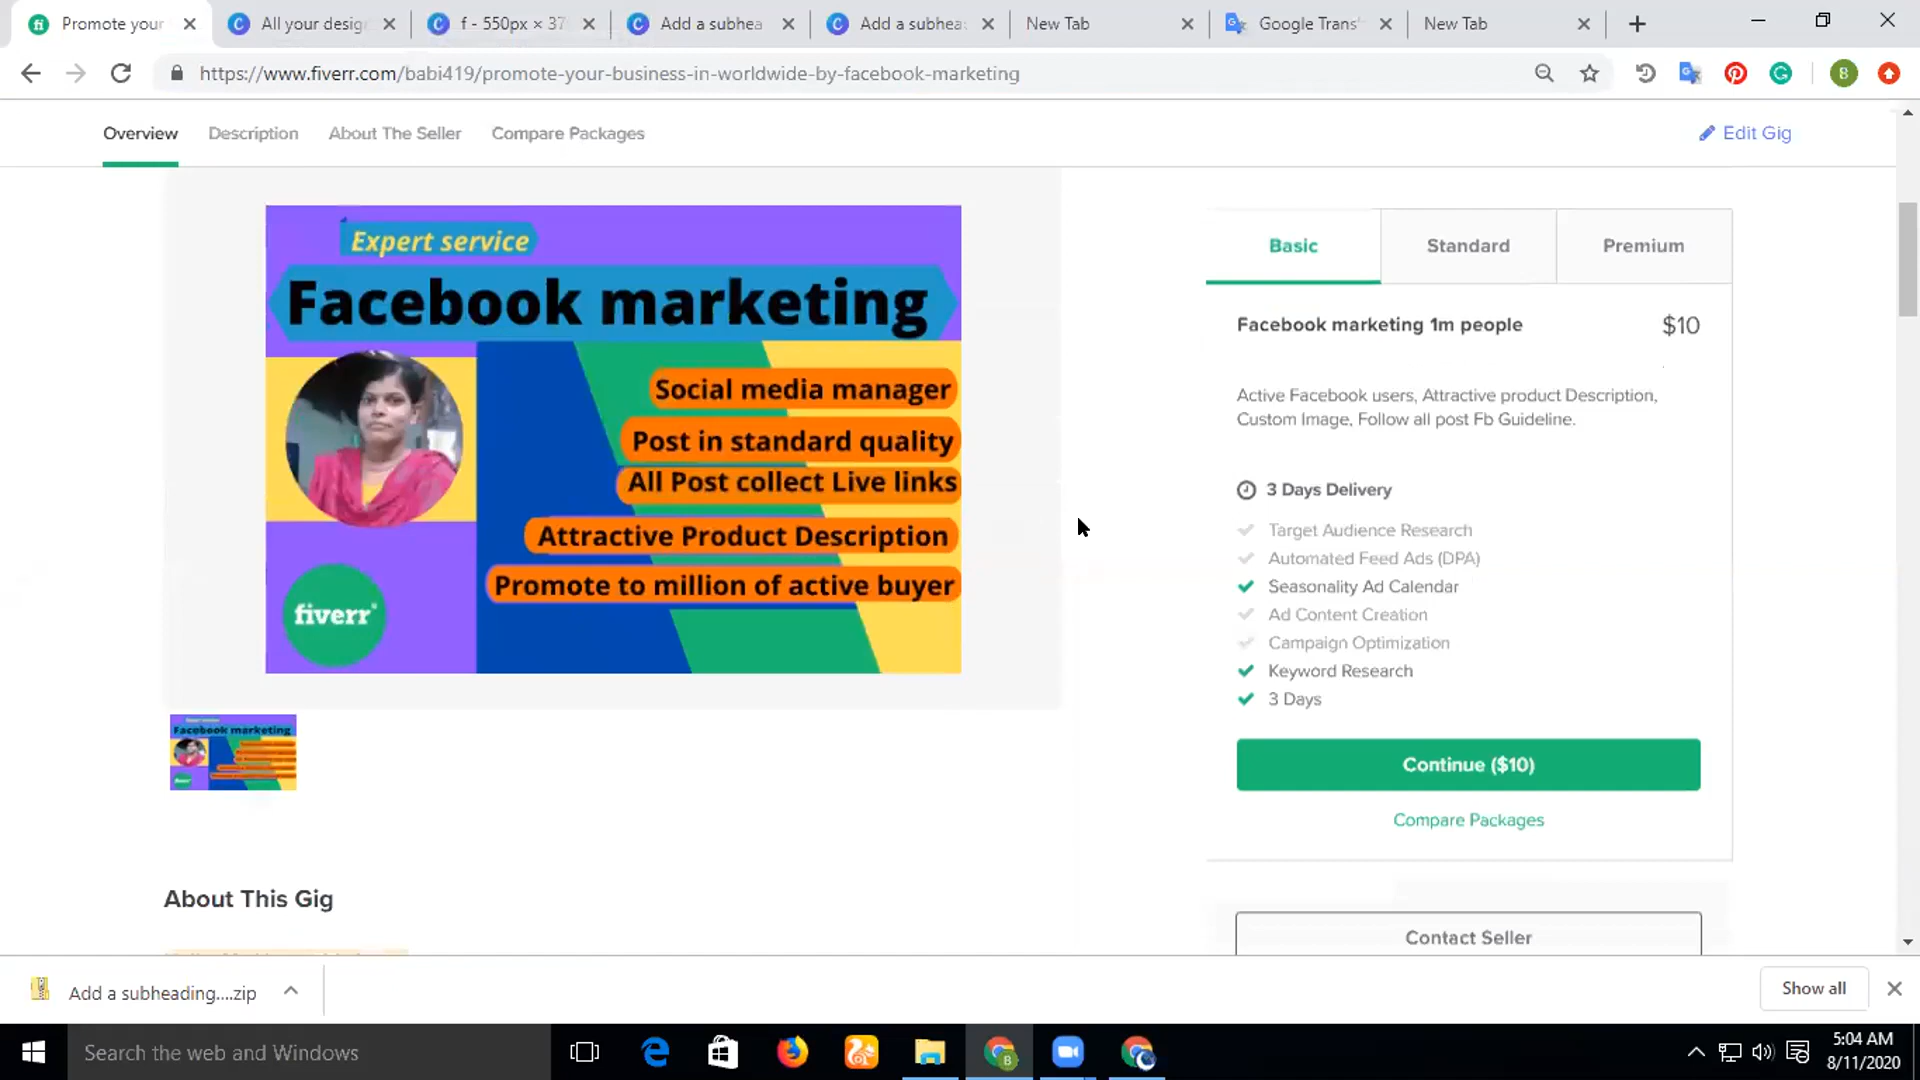 Promote your
All your desig
f - 550px × 37
Add a subhea
Add a subhea
New Tab
Google Trans
New Tab
https://www.fiverr.com/babi419/promote-your-business-in-worldwide-by-facebook-marketing
B
Overview
Description
About The Seller
Compare Packages
Edit Gig
Expert service
Facebook marketing
Social media manager
Post in standard quality
All Post collect Live links
Attractive Product Description
Promote to million of active buyer
fiverr
Basic
Standard
Premium
Facebook marketing 1m people
$10
Active Facebook users, Attractive product Description,
Custom Image, Follow all post Fb Guideline.
3 Days Delivery
Target Audience Research
Automated Feed Ads (DPA)
Seasonality Ad Calendar
Ad Content Creation
Campaign Optimization
Keyword Research
3 Days
Continue ($10)
Compare Packages
Contact Seller
Facebook marketing
About This Gig
Add a subheading....zip
Show all
Search the web and Windows
5:04 AM
8/11/2020